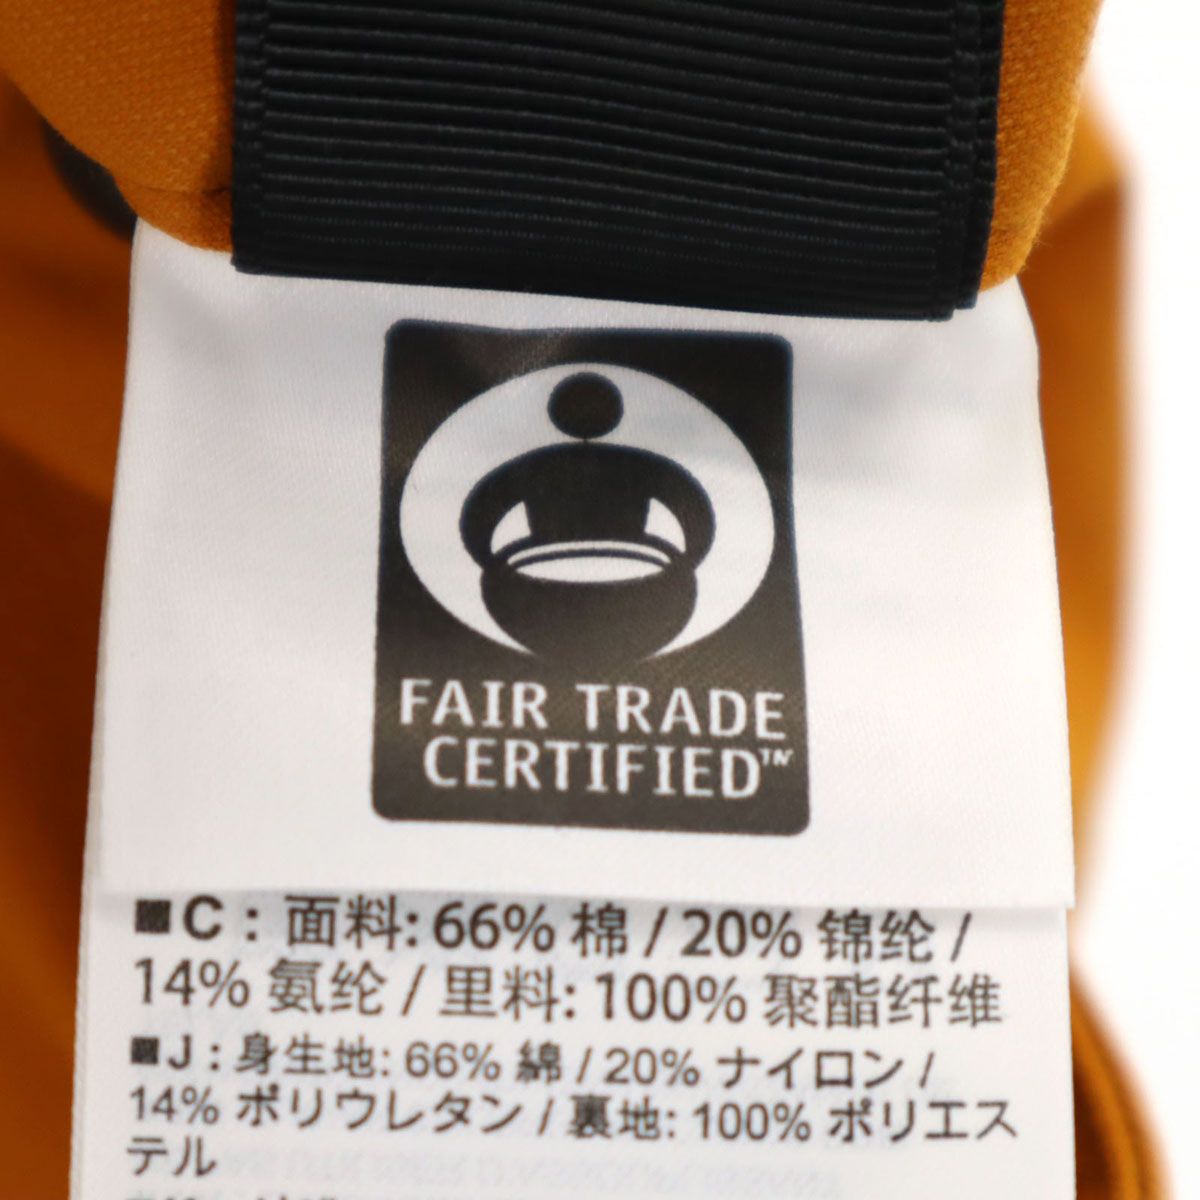 FAIR TRADE
CERTIFIED™
■C : 面料: 66% 棉 / 20% 锦纶 /
14% 氨纶 / 里料: 100% 聚酯纤维
■J : 身生地: 66% 綿 / 20% ナイロン /
14% ポリウレタン / 裏地: 100% ポリエス
テル